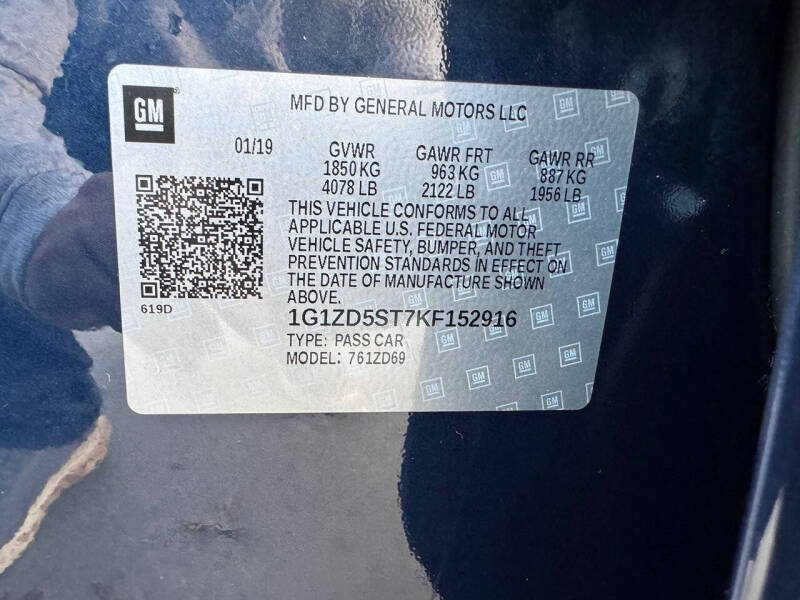 GM
MFD BY GENERAL MOTORS LLC
01/19
GVWR GAWR FRT GAWR RR
1850 KG 963 KG 887 KG
4078 LB 2122 LB 1956 LB
THIS VEHICLE CONFORMS TO ALL
APPLICABLE U.S. FEDERAL MOTOR
VEHICLE SAFETY, BUMPER, AND THEFT
PREVENTION STANDARDS IN EFFECT ON
THE DATE OF MANUFACTURE SHOWN
ABOVE.
619D
1G1ZD5ST7KF152916
TYPE: PASS CAR
MODEL: 761ZD69